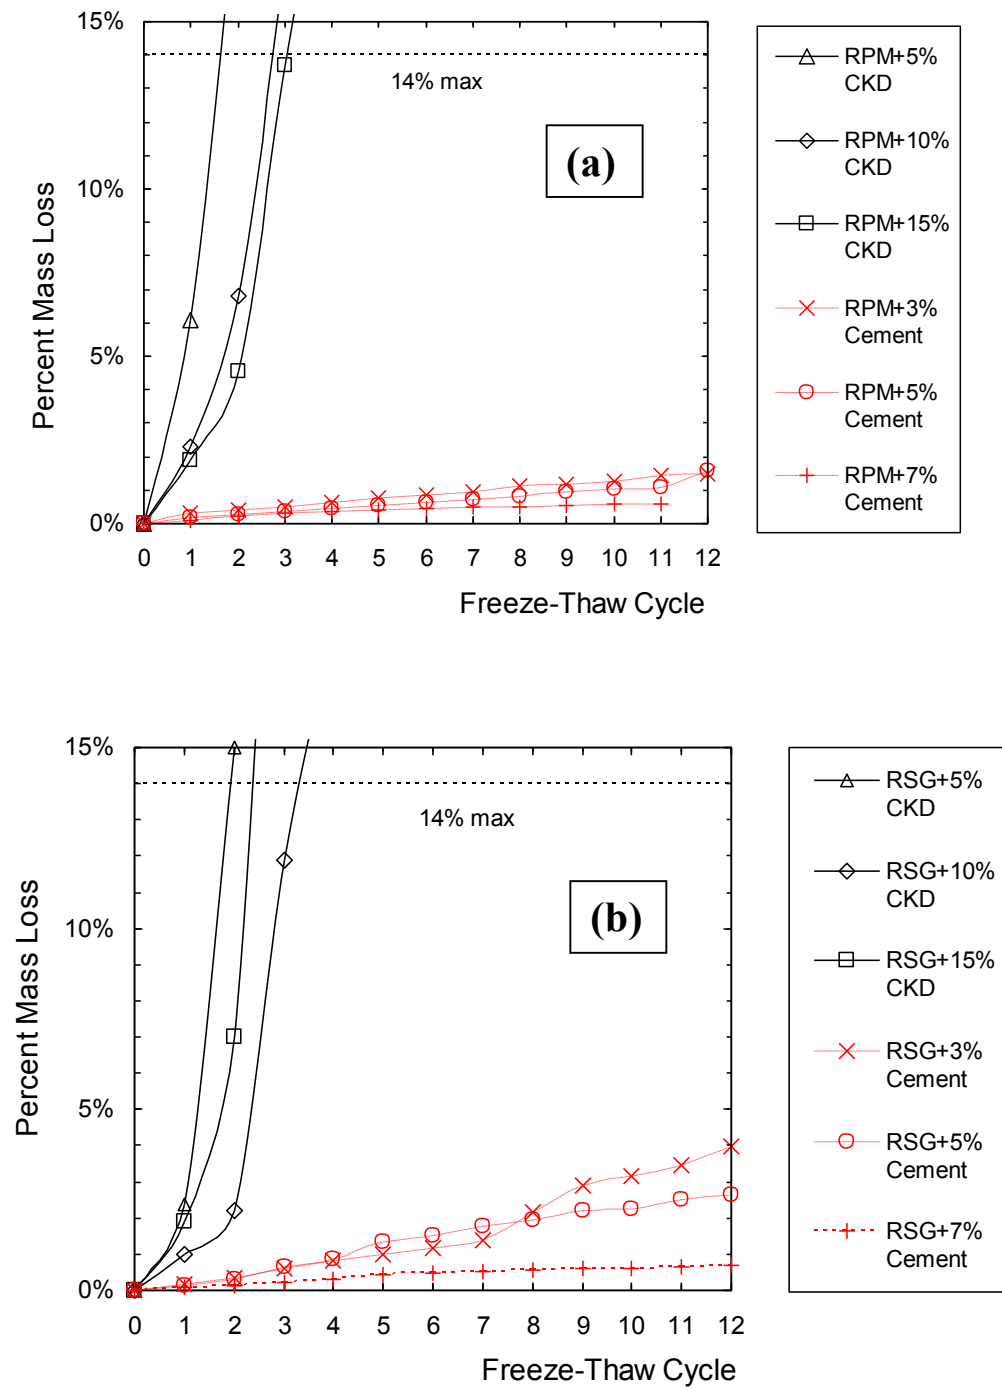 15%
10%
5%
0%
Percent Mass Loss
14% max
(a)
0 1 2 3 4 5 6 7 8 9 10 11 12
Freeze-Thaw Cycle
RPM+5%
CKD
RPM+10%
CKD
RPM+15%
CKD
RPM+3%
Cement
RPM+5%
Cement
RPM+7%
Cement
15%
10%
5%
0%
Percent Mass Loss
14% max
(b)
0 1 2 3 4 5 6 7 8 9 10 11 12
Freeze-Thaw Cycle
RSG+5%
CKD
RSG+10%
CKD
RSG+15%
CKD
RSG+3%
Cement
RSG+5%
Cement
RSG+7%
Cement